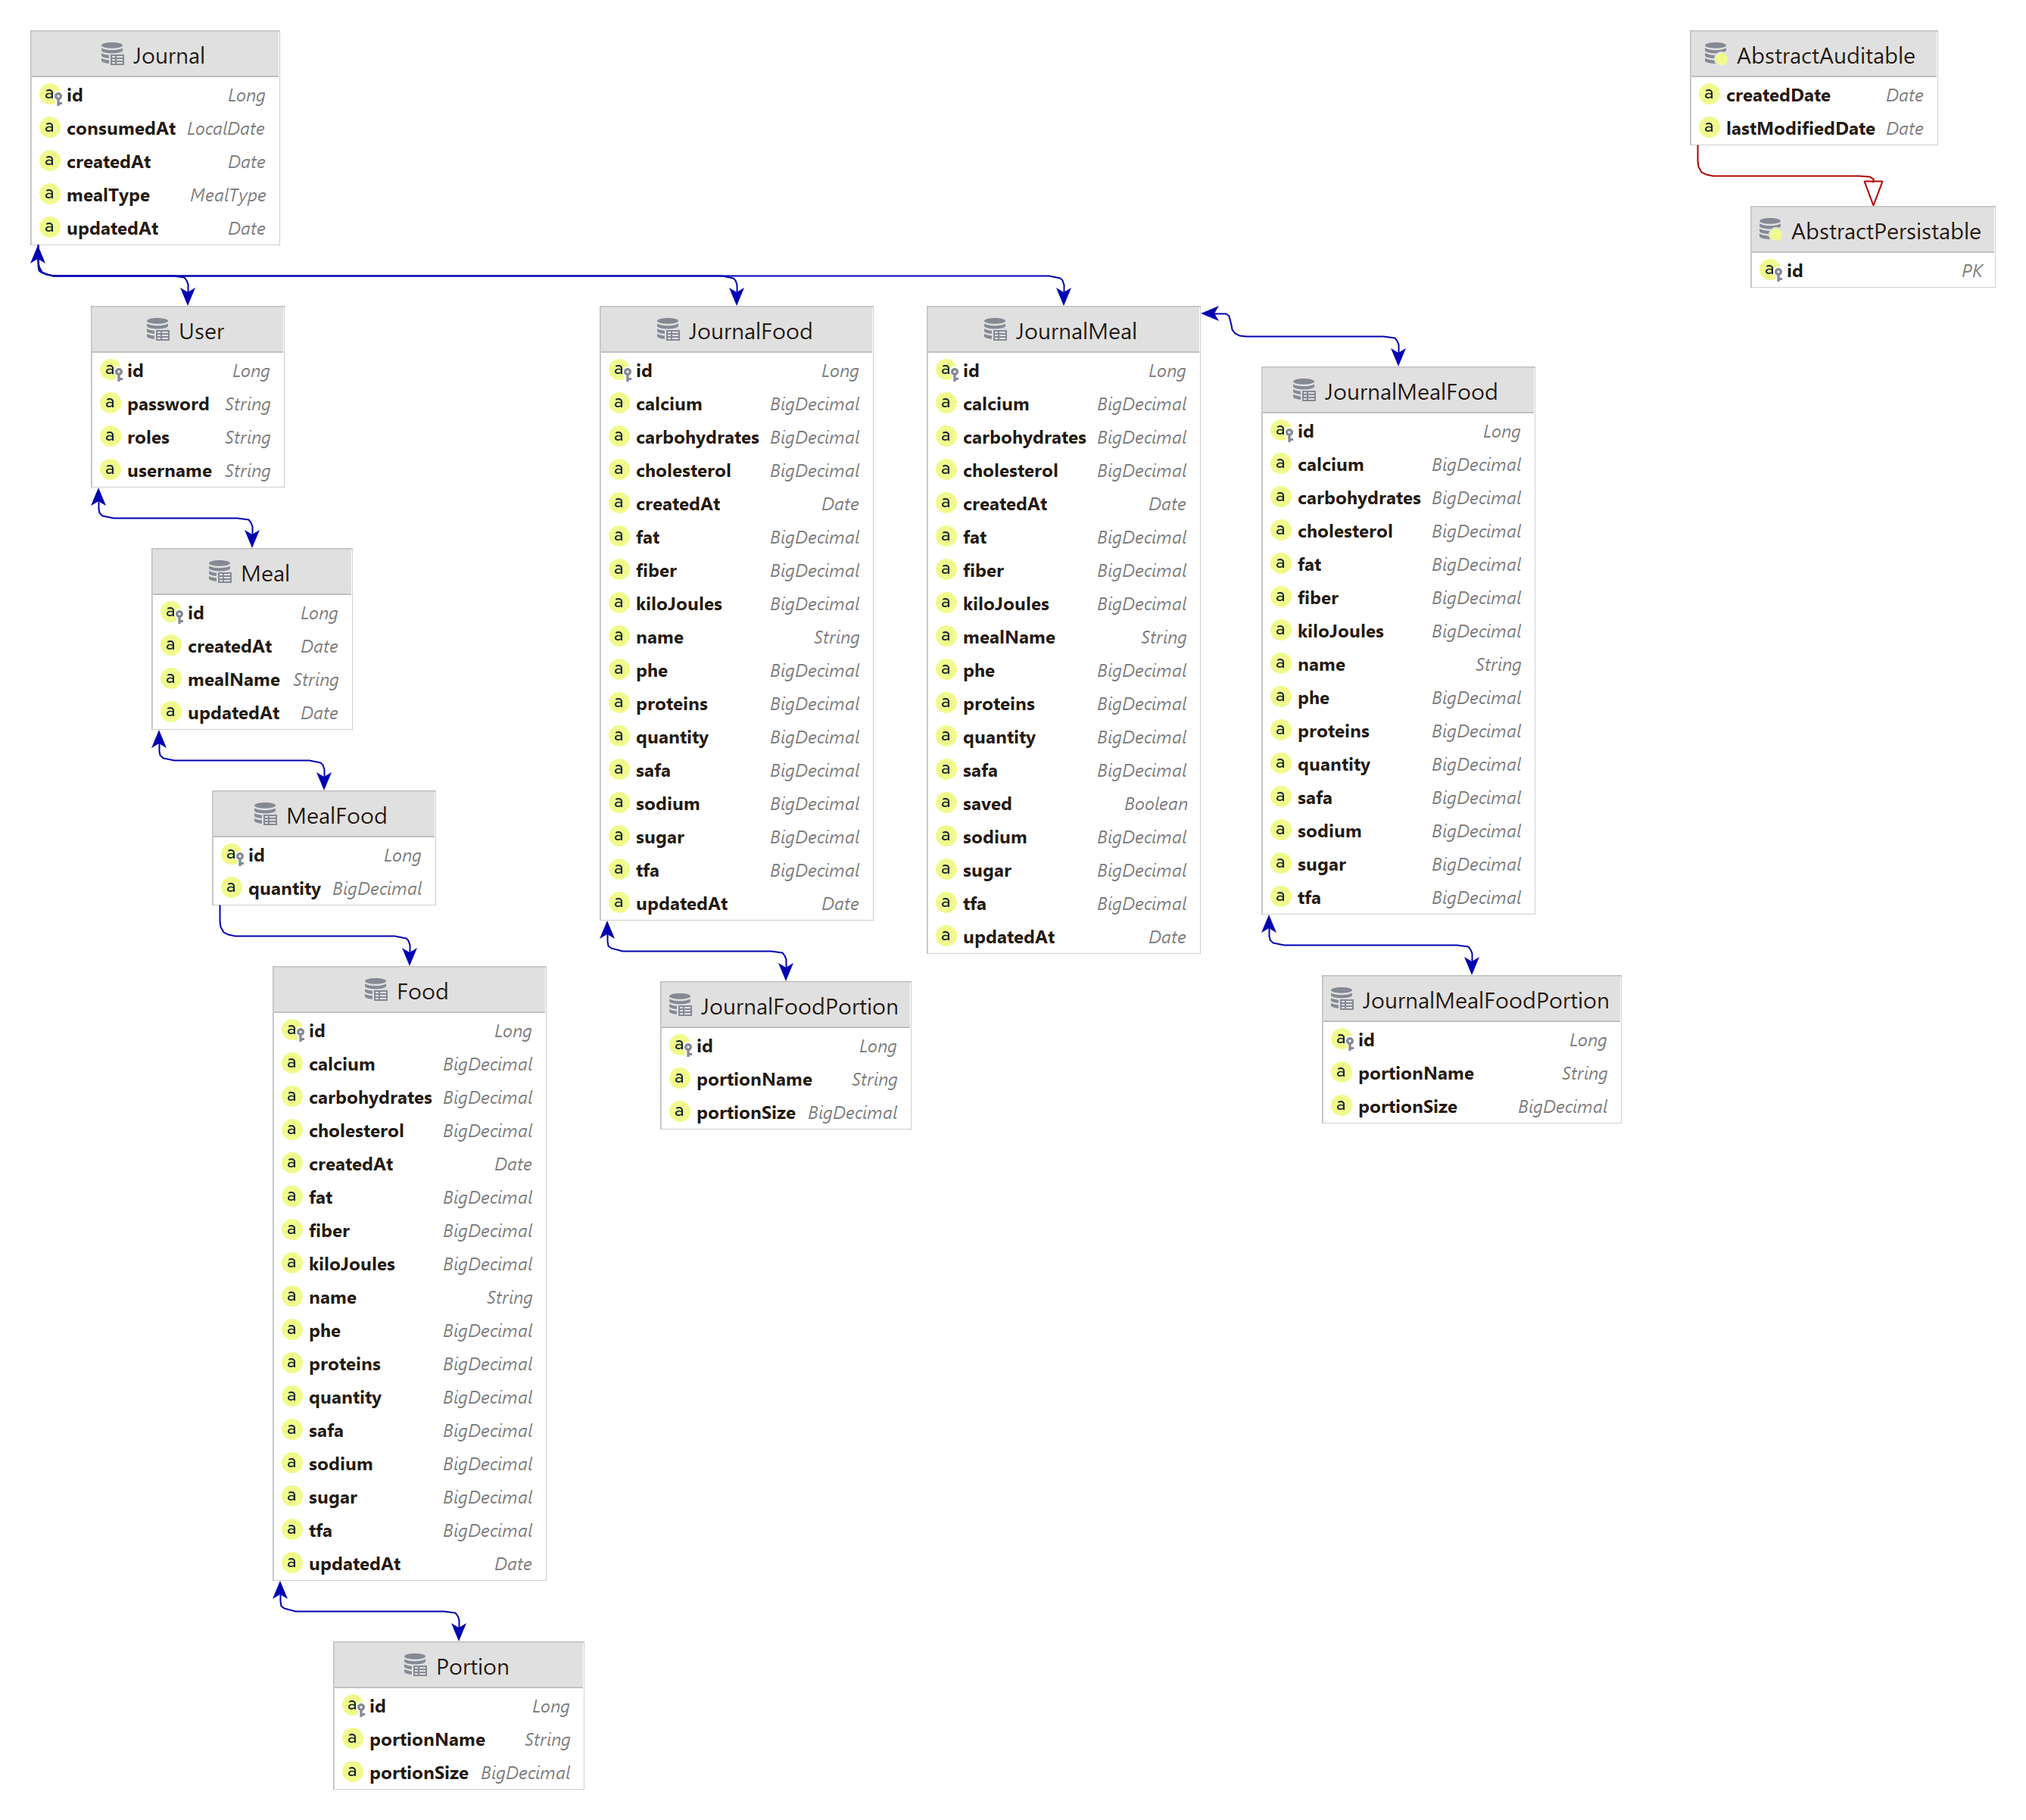 Journal
id Long
consumedAt LocalDate
createdAt Date
mealType MealType
updatedAt Date
AbstractAuditable
createdDate Date
lastModifiedDate Date
AbstractPersistable
id PK
User
id Long
password String
roles String
username String
Meal
id Long
createdAt Date
mealName String
updatedAt Date
MealFood
id Long
quantity BigDecimal
Food
id Long
calcium BigDecimal
carbohydrates BigDecimal
cholesterol BigDecimal
createdAt Date
fat BigDecimal
fiber BigDecimal
kiloJoules BigDecimal
name String
phe BigDecimal
proteins BigDecimal
quantity BigDecimal
safa BigDecimal
sodium BigDecimal
sugar BigDecimal
tfa BigDecimal
updatedAt Date
Portion
id Long
portionName String
portionSize BigDecimal
JournalFood
id Long
calcium BigDecimal
carbohydrates BigDecimal
cholesterol BigDecimal
createdAt Date
fat BigDecimal
fiber BigDecimal
kiloJoules BigDecimal
name String
phe BigDecimal
proteins BigDecimal
quantity BigDecimal
safa BigDecimal
sodium BigDecimal
sugar BigDecimal
tfa BigDecimal
updatedAt Date
JournalFoodPortion
id Long
portionName String
portionSize BigDecimal
JournalMeal
id Long
calcium BigDecimal
carbohydrates BigDecimal
cholesterol BigDecimal
createdAt Date
fat BigDecimal
fiber BigDecimal
kiloJoules BigDecimal
mealName String
phe BigDecimal
proteins BigDecimal
quantity BigDecimal
safa BigDecimal
saved Boolean
sodium BigDecimal
sugar BigDecimal
tfa BigDecimal
updatedAt Date
JournalMealFood
id Long
calcium BigDecimal
carbohydrates BigDecimal
cholesterol BigDecimal
fat BigDecimal
fiber BigDecimal
kiloJoules BigDecimal
name String
phe BigDecimal
proteins BigDecimal
quantity BigDecimal
safa BigDecimal
sodium BigDecimal
sugar BigDecimal
tfa BigDecimal
JournalMealFoodPortion
id Long
portionName String
portionSize BigDecimal